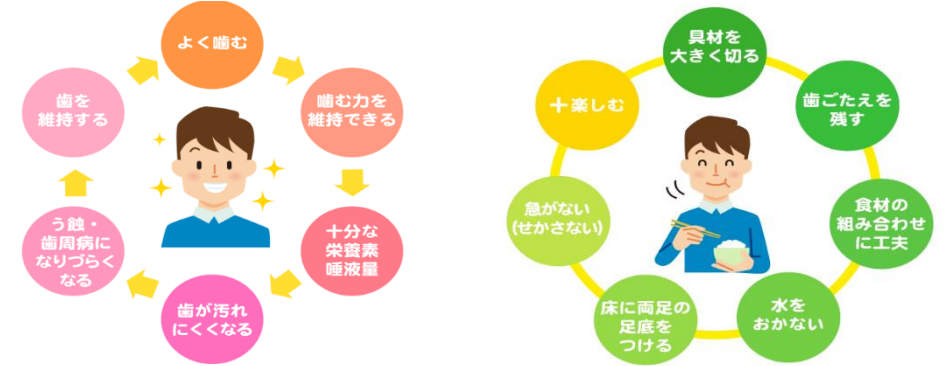 よく噛む
噛む力を
維持できる
十分な
栄養素
唾液量
歯が汚れ
にくくなる
う蝕・
歯周病に
なりづらく
なる
歯を
維持する
具材を
大きく切る
歯ごたえを
残す
食材の
組み合わせ
に工夫
水を
おかない
床に両足の
足底を
つける
急がない
(せかさない)
＋楽しむ